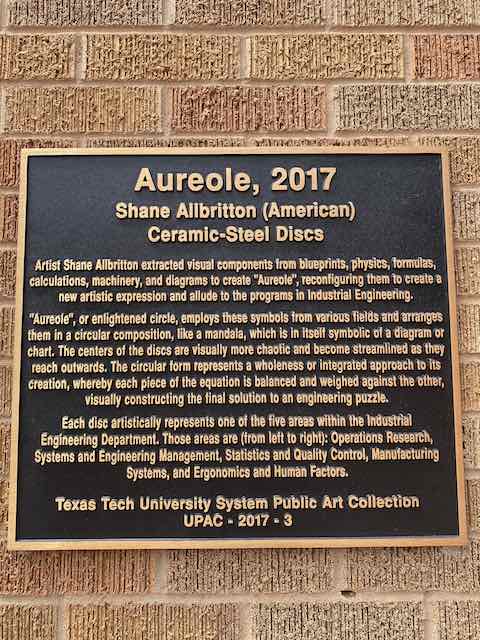 Aureole, 2017
Shane Allbritton (American)
Ceramic-Steel Discs
Artist Shane Allbritton extracted visual components from blueprints, physics, formulas,
calculations, machinery, and diagrams to create "Aureole", reconfiguring them to create a
new artistic expression and allude to the programs in Industrial Engineering.
"Aureole", or enlightened circle, employs these symbols from various fields and arranges
them in a circular composition, like a mandala, which is in itself symbolic of a diagram or
chart. The centers of the discs are visually more chaotic and become streamlined as they
reach outwards. The circular form represents a wholeness or integrated approach to its
creation, whereby each piece of the equation is balanced and weighed against the other,
visually constructing the final solution to an engineering puzzle.
Each disc artistically represents one of the five areas within the Industrial
Engineering Department. Those areas are (from left to right): Operations Research,
Systems and Engineering Management, Statistics and Quality Control, Manufacturing
Systems, and Ergonomics and Human Factors.
Texas Tech University System Public Art Collection
UPAC - 2017 - 3